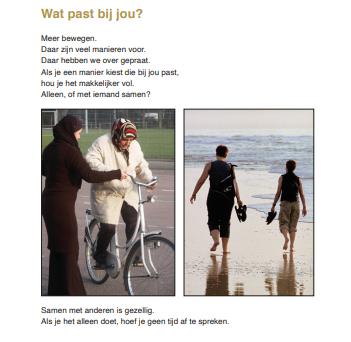 Wat past bij jou?
Meer bewegen.
Daar zijn veel manieren voor.
Daar hebben we over gepraat.
Als je een manier kiest die bij jou past,
hou je het makkelijker vol.
Alleen, of met iemand samen?
Samen met anderen is gezellig.
Als je het alleen doet, hoef je geen tijd af te spreken.